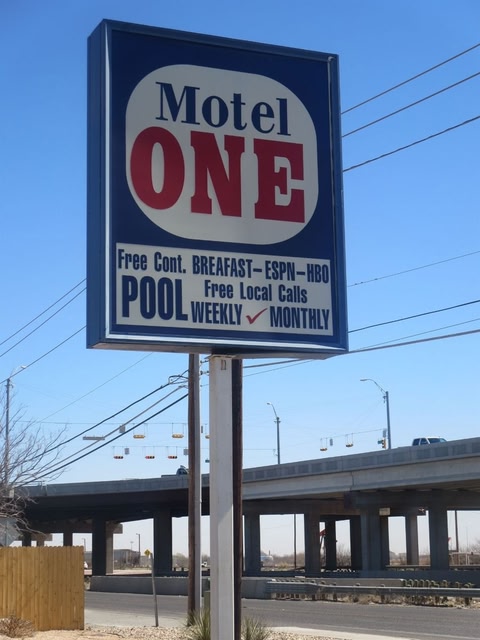 Motel
ONE
Free Cont. BREAFAST-ESPN-HBO
POOL Free Local Calls
WEEKLY ✓ MONTHLY